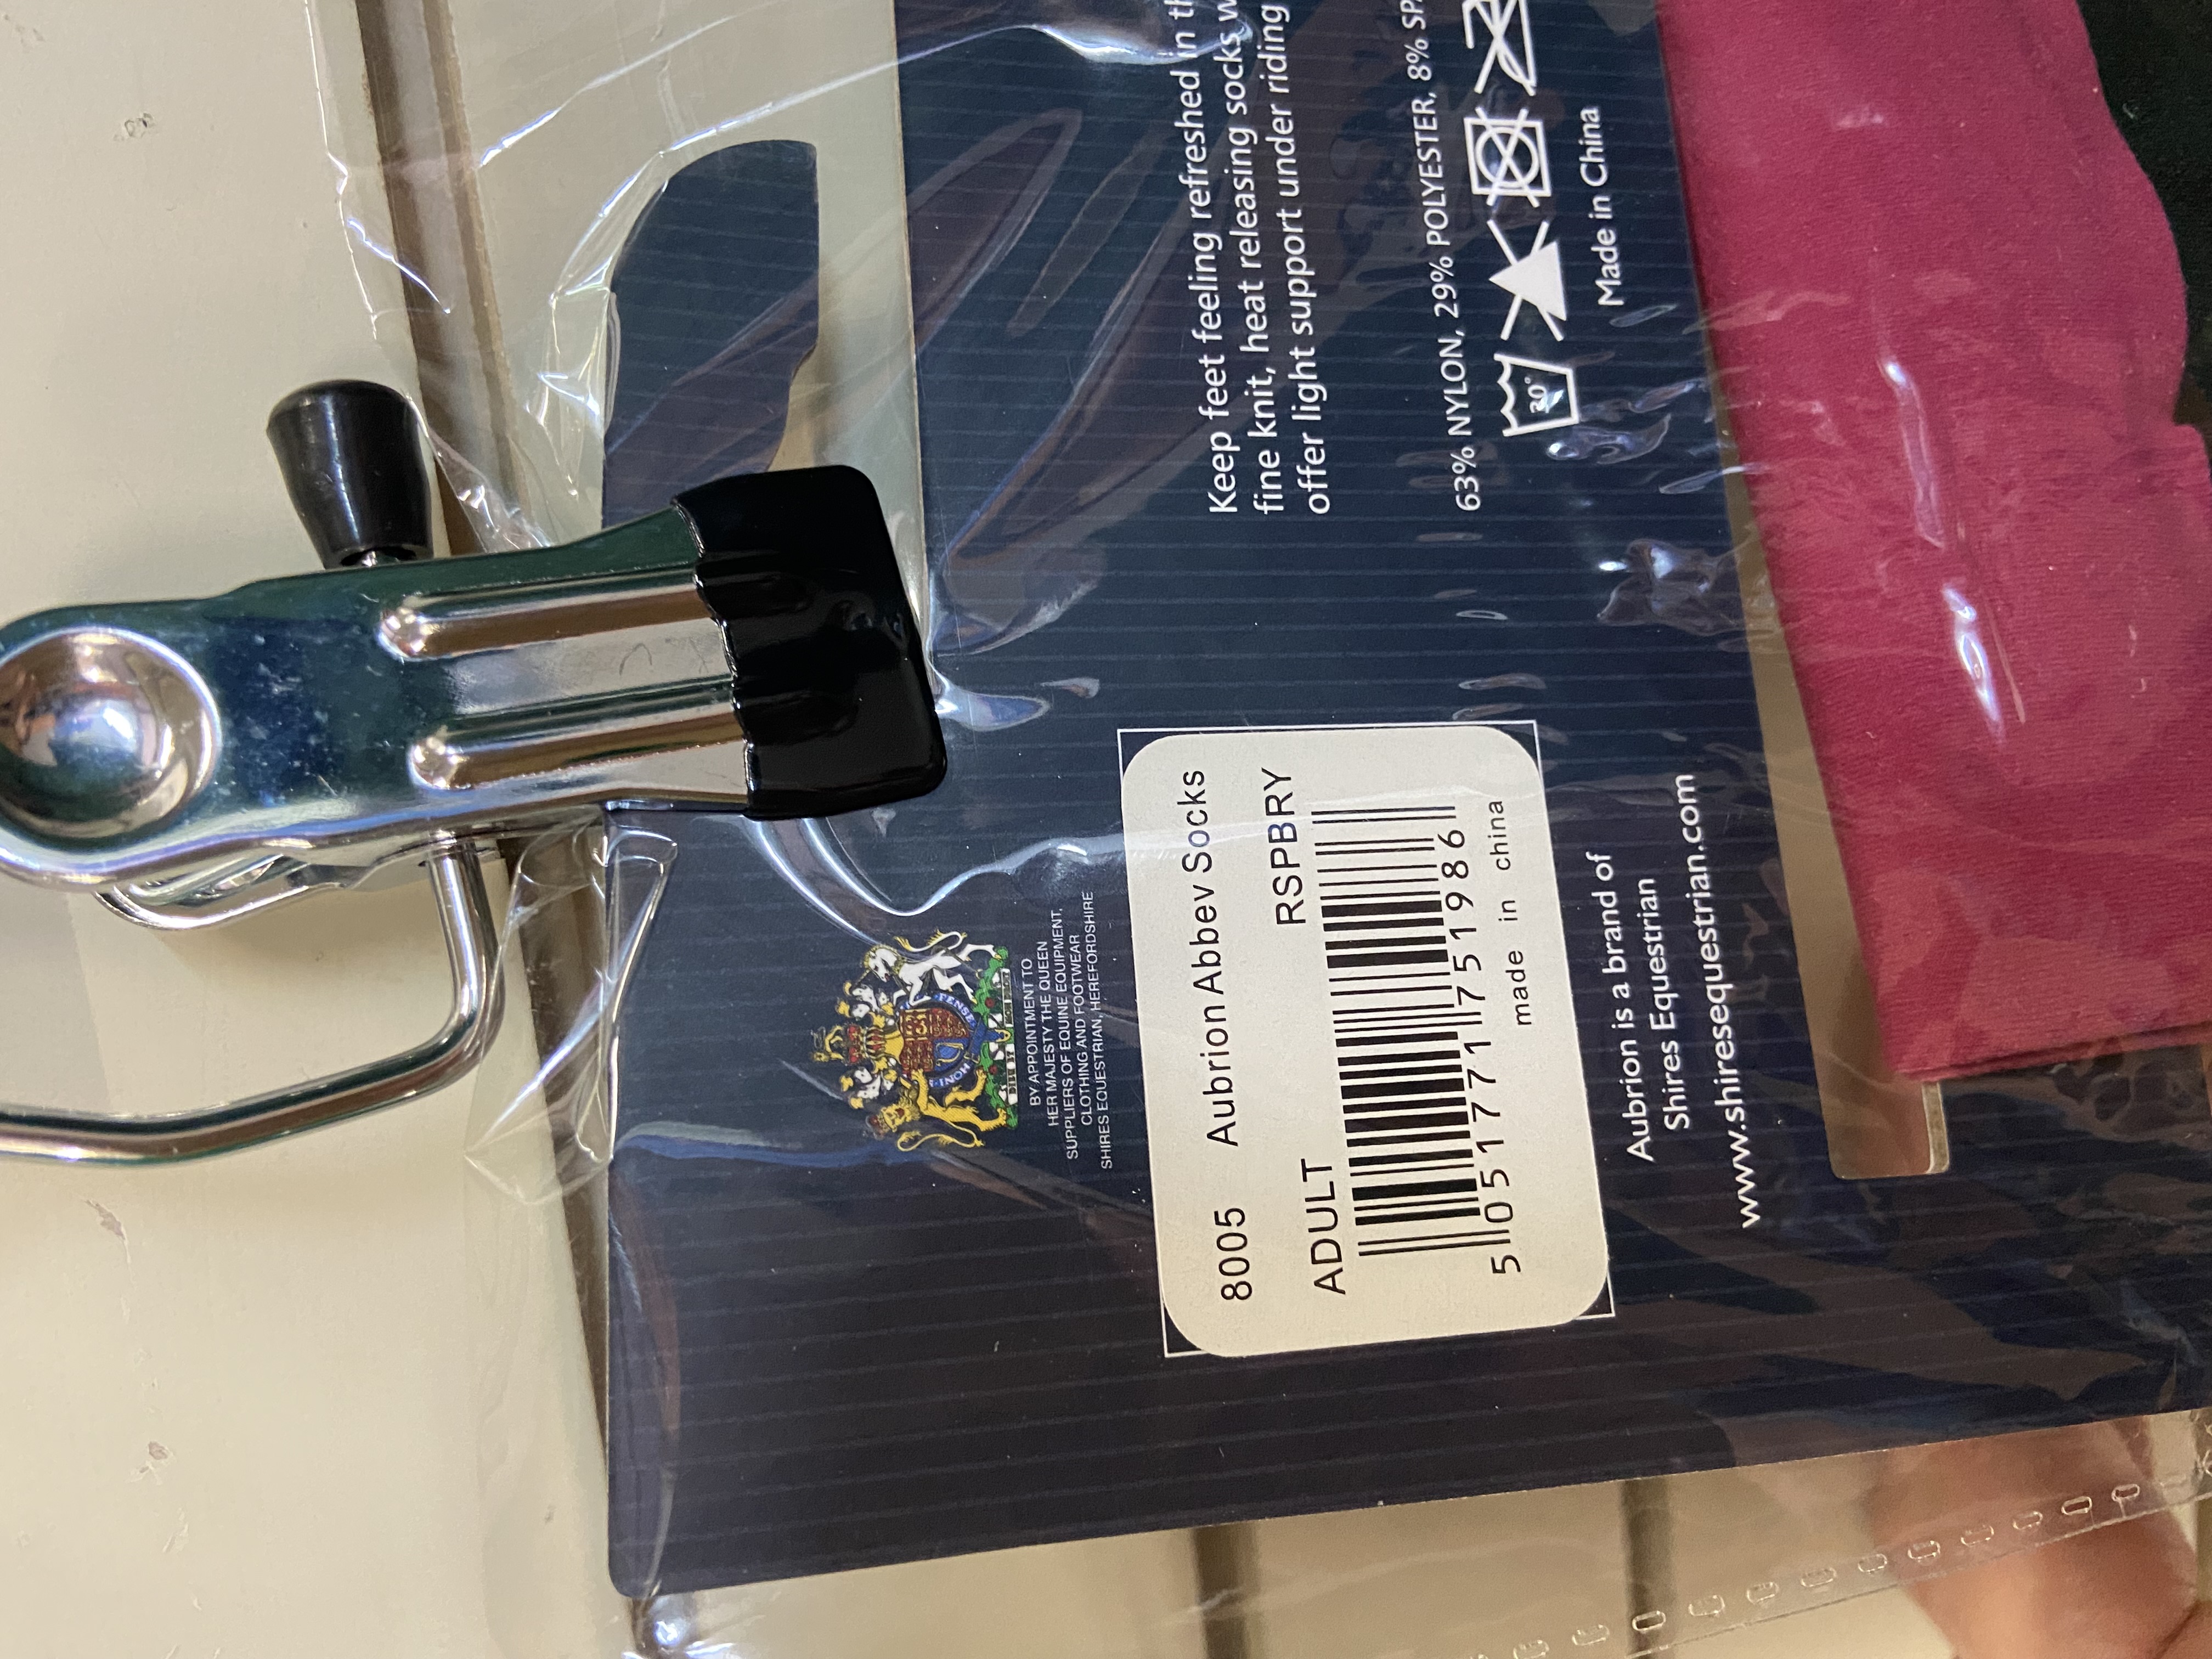 BY APPOINTMENT TO
HER MAJESTY THE QUEEN
SUPPLIERS OF EQUINE EQUIPMENT,
CLOTHING AND FOOTWEAR
SHIRES EQUESTRIAN, HEREFORDSHIRE
8005 Aubrion Abbey Socks
ADULT RSPBRY
5 051771 751986
made in china
Aubrion is a brand of
Shires Equestrian
www.shiresequestrian.com
Keep feet feeling refreshed in
fine knit, heat releasing socks
offer light support under riding
63% NYLON, 29% POLYESTER, 8%
30°
Made in China